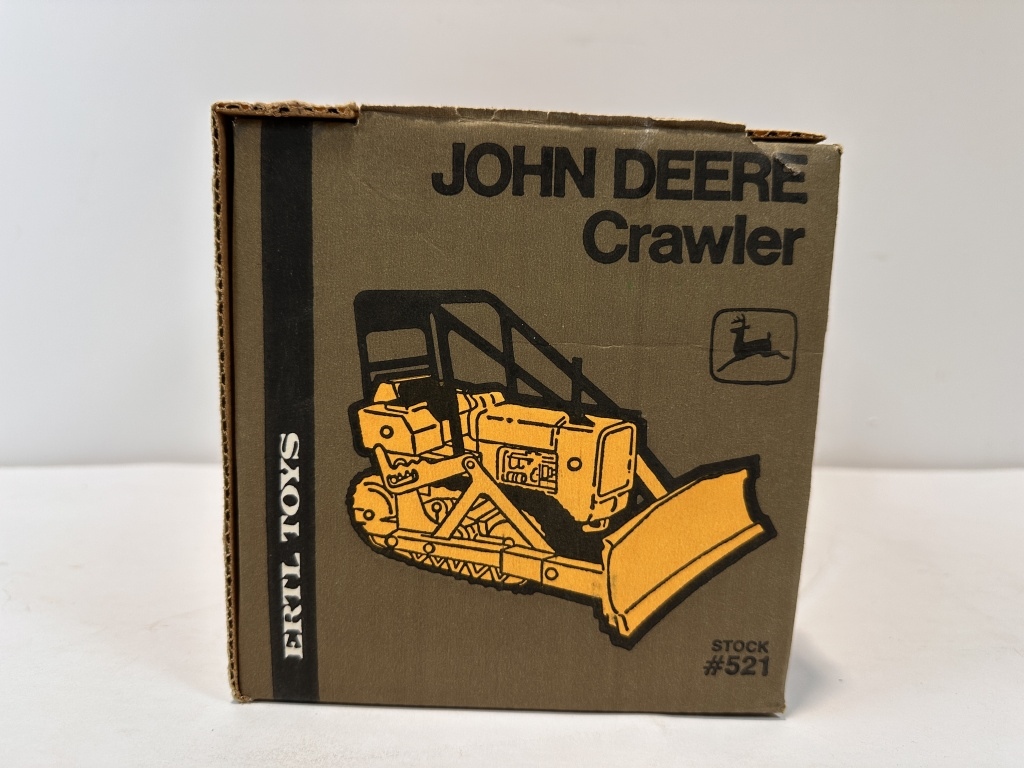 JOHN DEERE
Crawler
ERTL TOYS
STOCK
#521